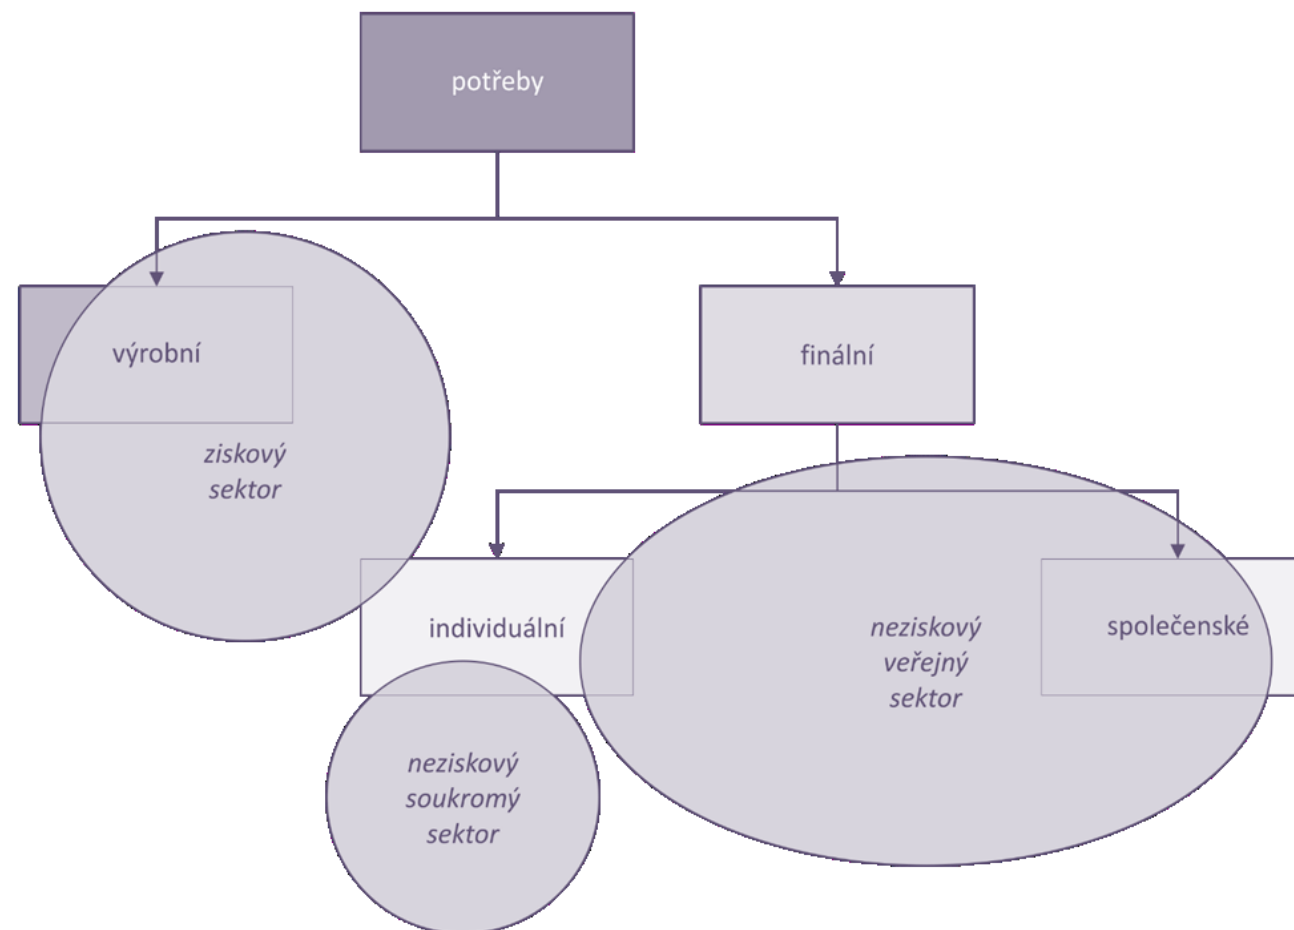 potřeby
výrobní
finální
ziskový
sektor
individuální
neziskový
veřejný
sektor
společenské
neziskový
soukromý
sektor